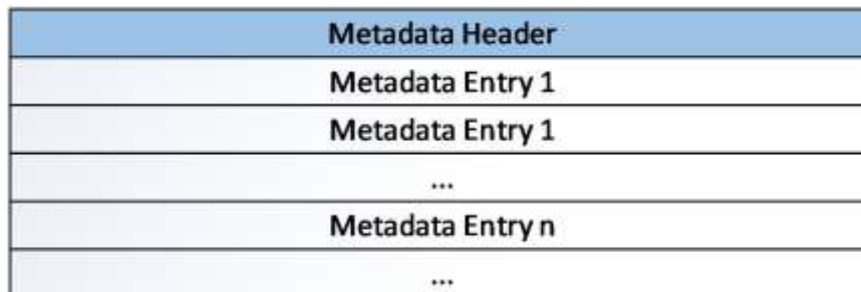 Metadata Header
Metadata Entry 1
Metadata Entry 1
...
Metadata Entry n
...